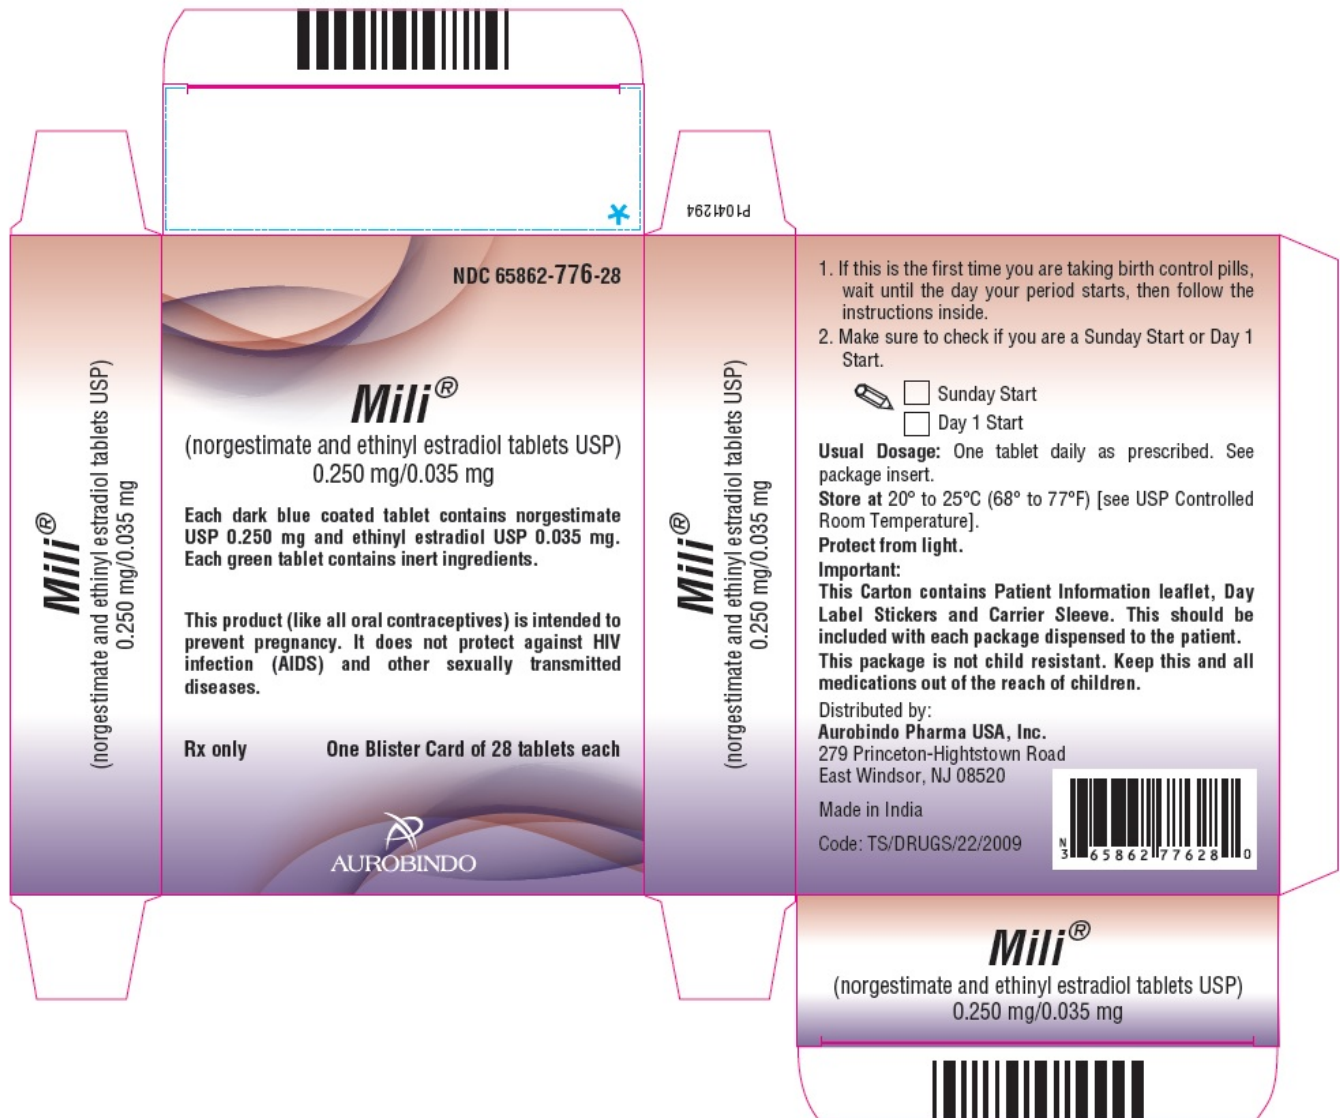 P1041294
Mili®
(norgestimate and ethinyl estradiol tablets USP)
0.250 mg/0.035 mg
NDC 65862-776-28
Mili®
(norgestimate and ethinyl estradiol tablets USP)
0.250 mg/0.035 mg
Each dark blue coated tablet contains norgestimate
USP 0.250 mg and ethinyl estradiol USP 0.035 mg.
Each green tablet contains inert ingredients.
This product (like all oral contraceptives) is intended to
prevent pregnancy. It does not protect against HIV
infection (AIDS) and other sexually transmitted
diseases.
Rx only One Blister Card of 28 tablets each
AUROBINDO
Mili®
(norgestimate and ethinyl estradiol tablets USP)
0.250 mg/0.035 mg
1. If this is the first time you are taking birth control pills,
wait until the day your period starts, then follow the
instructions inside.
2. Make sure to check if you are a Sunday Start or Day 1
Start.
Sunday Start
Day 1 Start
Usual Dosage: One tablet daily as prescribed. See
package insert.
Store at 20° to 25°C (68° to 77°F) [see USP Controlled
Room Temperature].
Protect from light.
Important:
This Carton contains Patient Information leaflet, Day
Label Stickers and Carrier Sleeve. This should be
included with each package dispensed to the patient.
This package is not child resistant. Keep this and all
medications out of the reach of children.
Distributed by:
Aurobindo Pharma USA, Inc.
279 Princeton-Hightstown Road
East Windsor, NJ 08520
Made in India
Code: TS/DRUGS/22/2009
N
3 65862 77628 0
Mili®
(norgestimate and ethinyl estradiol tablets USP)
0.250 mg/0.035 mg